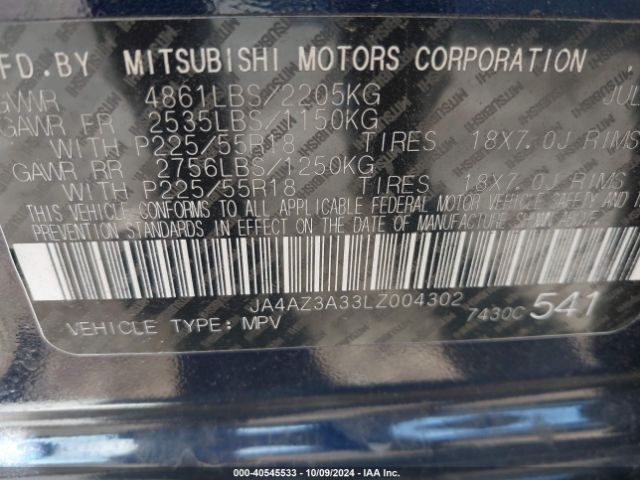 FD.BY MITSUBISHI MOTORS CORPORATION
GVWR 4861LBS/2205KG JUL
GAWR FR 2535LBS/1150KG
WITH P225/55R18 TIRES 18X7.0J RIMS
GAWR RR 2756LBS/1250KG
WITH P225/55R18 TIRES 18X7.0J RIMS
THIS VEHICLE CONFORMS TO ALL APPLICABLE FEDERAL MOTOR VEHICLE SAFETY AND
PREVENTION STANDARDS IN EFFECT ON THE DATE OF MANUFACTURE SHOWN ABOVE
JA4AZ3A33LZ004302 7430C 541
VEHICLE TYPE: MPV
000-40545533 - 10/09/2024 - IAA Inc.